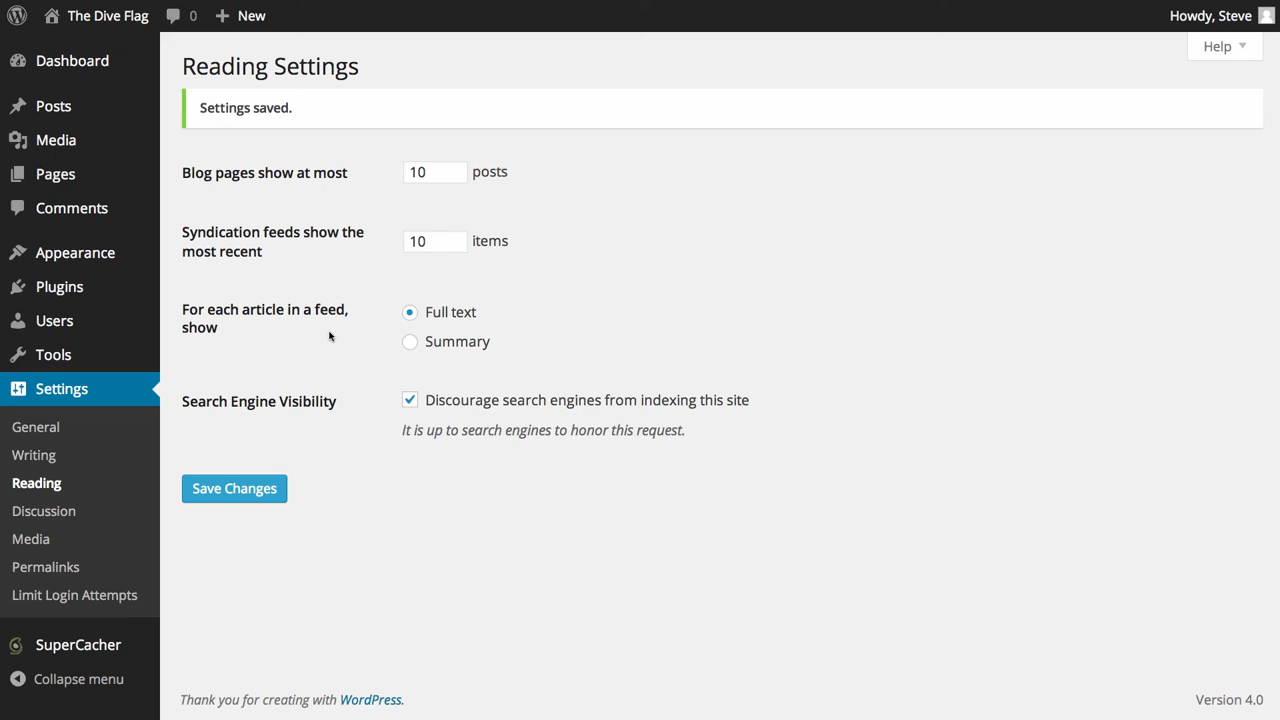 The Dive Flag 0 New Howdy, Steve
Help
Dashboard
Posts
Media
Pages
Comments
Appearance
Plugins
Users
Tools
Settings
General
Writing
Reading
Discussion
Media
Permalinks
Limit Login Attempts
SuperCacher
Collapse menu
Reading Settings
Settings saved.
Blog pages show at most 10 posts
Syndication feeds show the
most recent 10 items
For each article in a feed,
show
Full text
Summary
Search Engine Visibility Discourage search engines from indexing this site
It is up to search engines to honor this request.
Save Changes
Thank you for creating with WordPress. Version 4.0